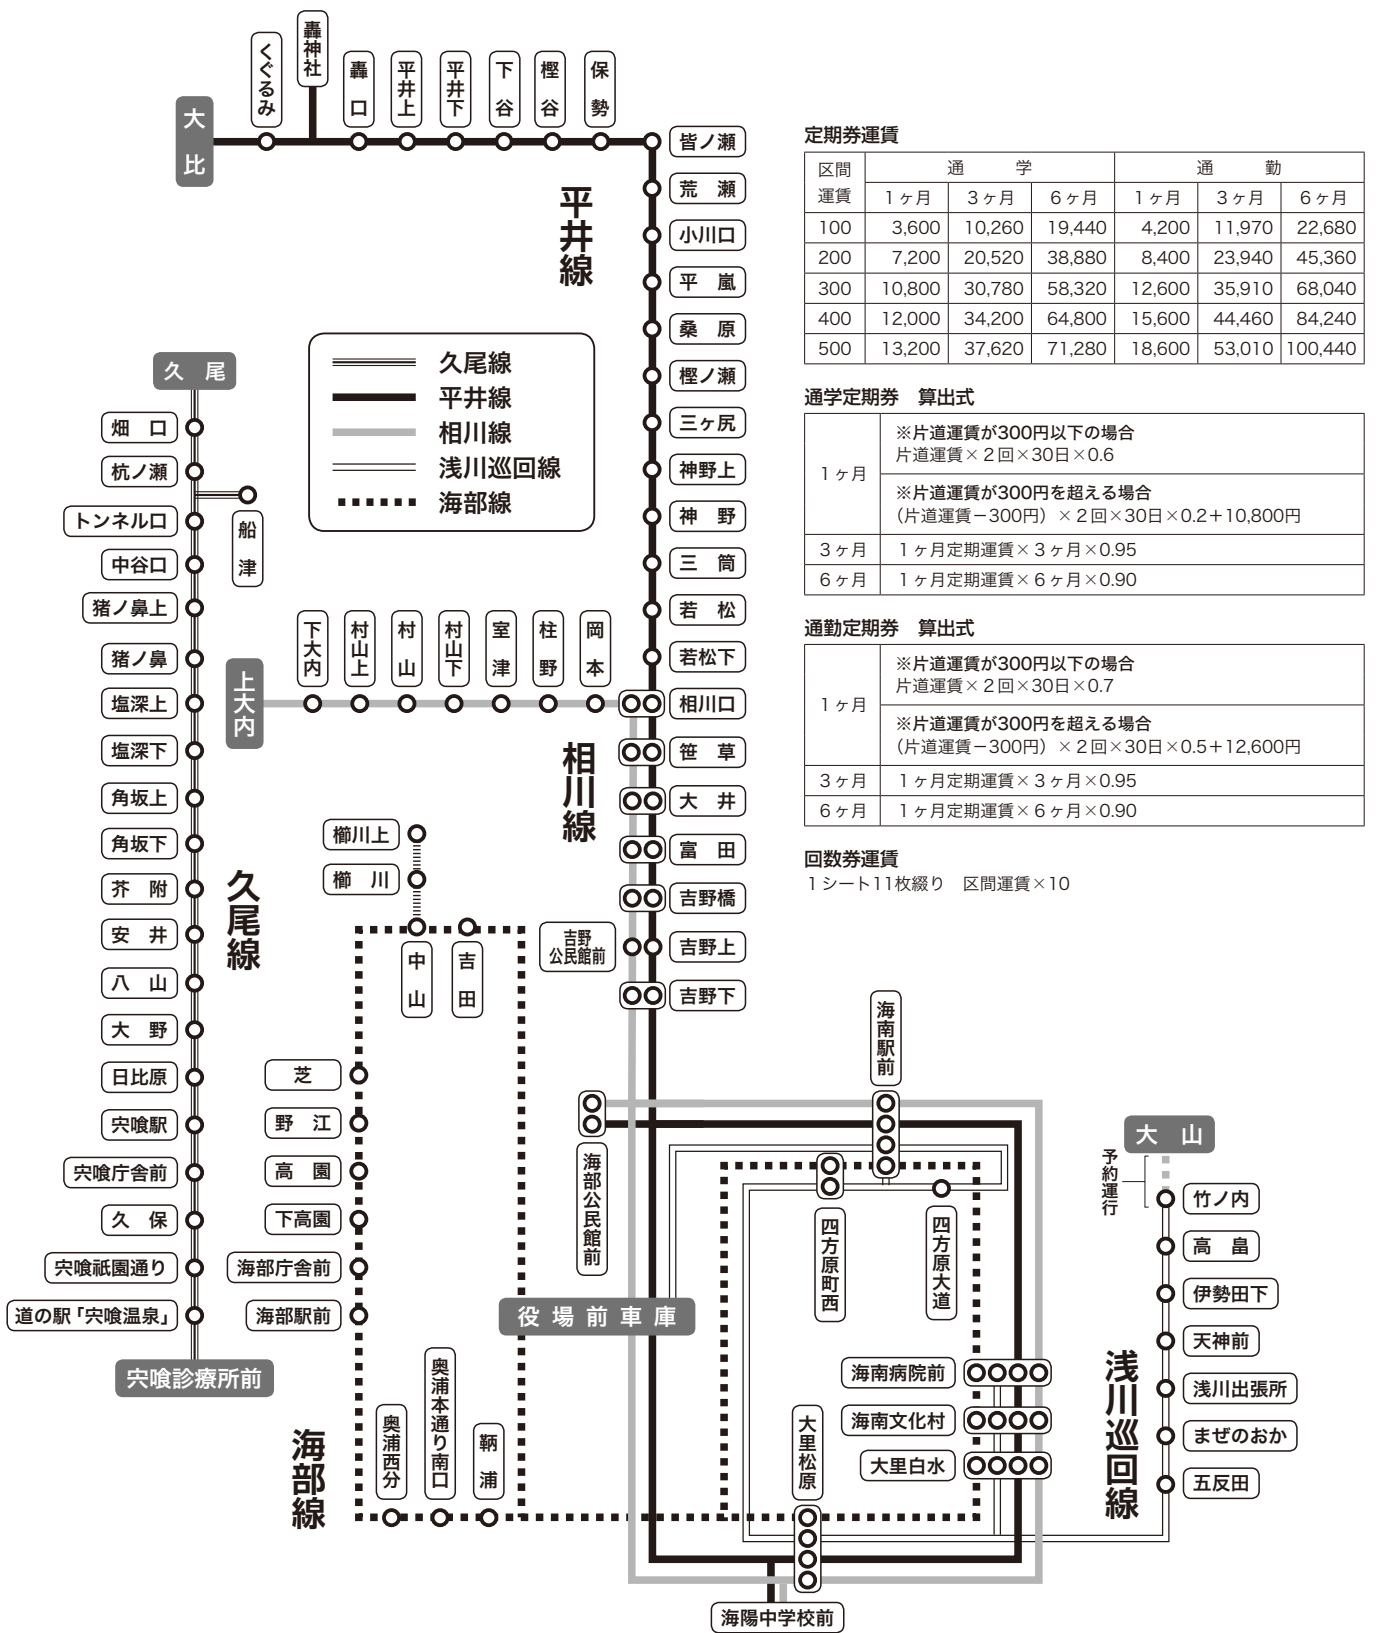 くぐるみ
轟神社
轟口
平井上
平井下
下谷
樫谷
保勢
大比
皆ノ瀬
荒瀬
小川口
平嵐
桑原
樫ノ瀬
三ヶ尻
神野上
神野
三筒
若松
若松下
相川口
笹草
大井
富田
吉野橋
吉野上
吉野下
吉野
公民館前
平井線
久尾線
平井線
相川線
浅川巡回線
海部線
久尾
畑口
杭ノ瀬
船津
トンネル口
中谷口
猪ノ鼻上
猪ノ鼻
塩深上
塩深下
角坂上
角坂下
芥附
安井
八山
大野
日比原
宍喰駅
宍喰庁舎前
久保
宍喰祇園通り
道の駅「宍喰温泉」
宍喰診療所前
久尾線
上大内
下大内
村山上
村山
村山下
室津
柱野
岡本
相川線
櫛川上
櫛川
中山
吉田
芝
野江
高園
下高園
海部庁舎前
海部駅前
奥浦西分
奥浦本通り南口
鞆浦
海部線
海部公民館前
役場前車庫
海南駅前
四方原町西
四方原大道
海南病院前
海南文化村
大里白水
大里松原
海陽中学校前
大山
予約運行
竹ノ内
高畠
伊勢田下
天神前
浅川出張所
まぜのおか
五反田
浅川巡回線
定期券運賃
区間運賃 通学 通勤
1ヶ月 3ヶ月 6ヶ月 1ヶ月 3ヶ月 6ヶ月
100 3,600 10,260 19,440 4,200 11,970 22,680
200 7,200 20,520 38,880 8,400 23,940 45,360
300 10,800 30,780 58,320 12,600 35,910 68,040
400 12,000 34,200 64,800 15,600 44,460 84,240
500 13,200 37,620 71,280 18,600 53,010 100,440
通学定期券 算出式
1ヶ月
※片道運賃が300円以下の場合
片道運賃×2回×30日×0.6
※片道運賃が300円を超える場合
(片道運賃−300円)×2回×30日×0.2+10,800円
3ヶ月 1ヶ月定期運賃×3ヶ月×0.95
6ヶ月 1ヶ月定期運賃×6ヶ月×0.90
通勤定期券 算出式
1ヶ月
※片道運賃が300円以下の場合
片道運賃×2回×30日×0.7
※片道運賃が300円を超える場合
(片道運賃−300円)×2回×30日×0.5+12,600円
3ヶ月 1ヶ月定期運賃×3ヶ月×0.95
6ヶ月 1ヶ月定期運賃×6ヶ月×0.90
回数券運賃
1シート11枚綴り 区間運賃×10